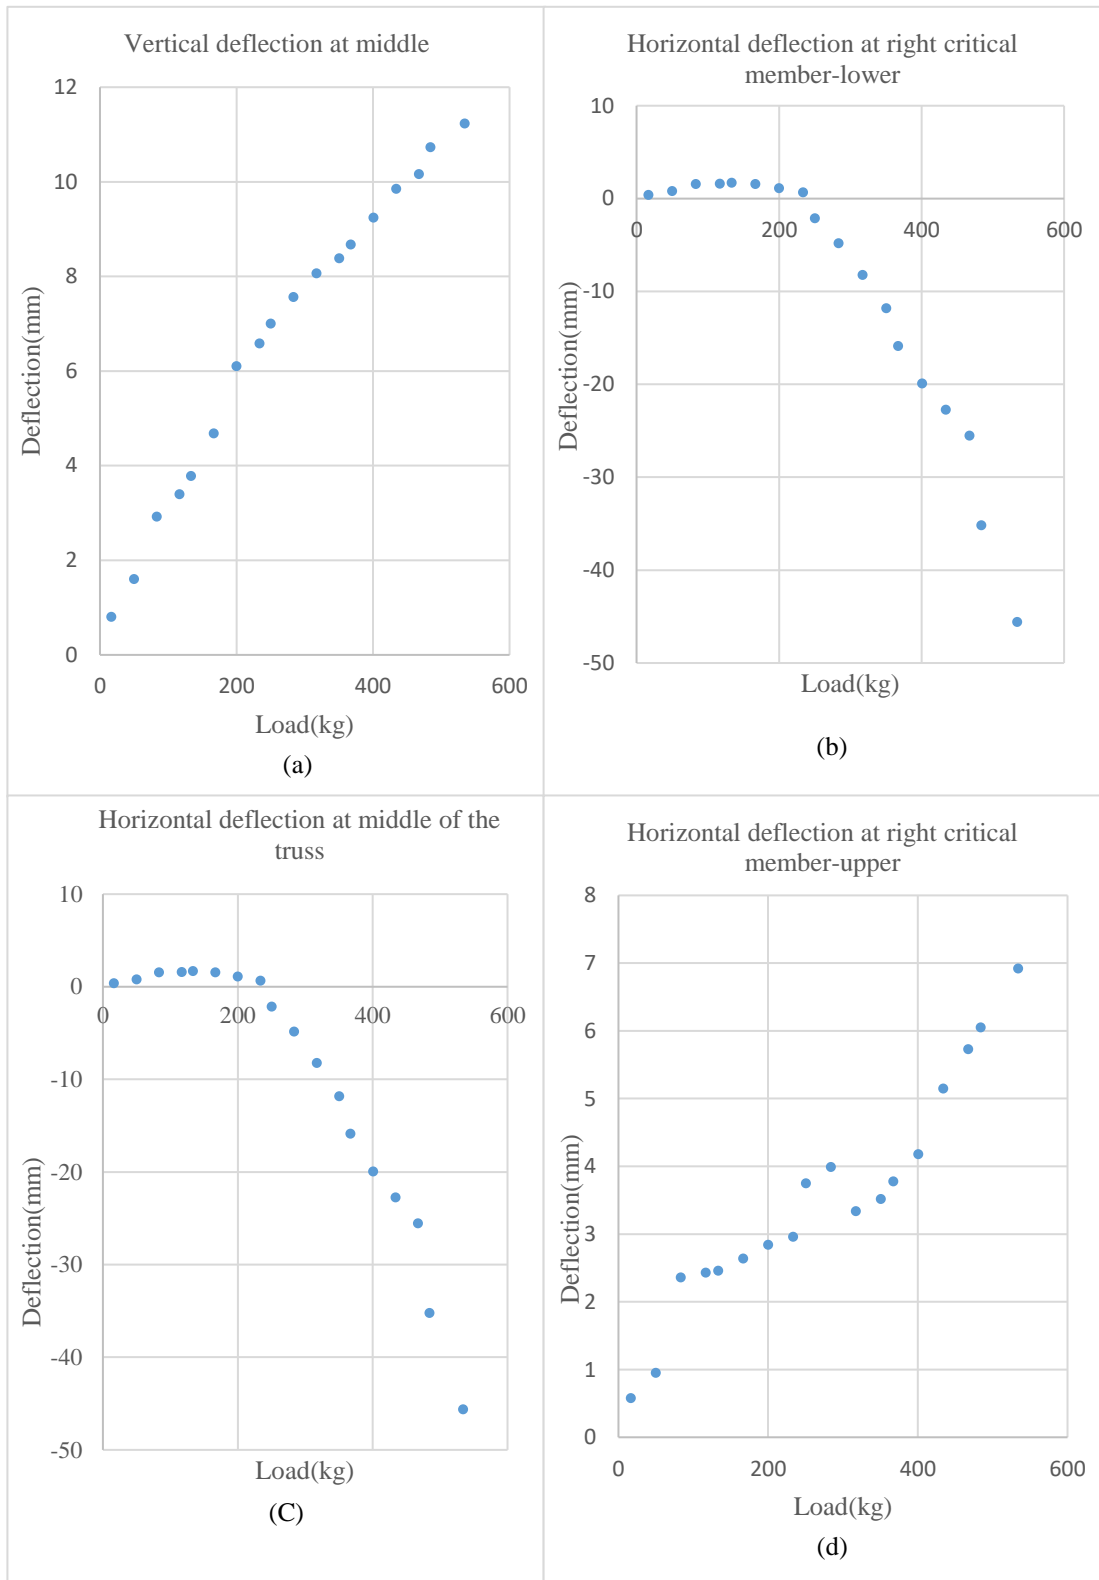 Vertical deflection at middle
12
10
8
6
4
2
0
0 200 400 600
Deflection(mm)
Load(kg)
(a)
Horizontal deflection at right critical
member-lower
10
0
-10
-20
-30
-40
-50
0 200 400 600
Deflection(mm)
Load(kg)
(b)
Horizontal deflection at middle of the
truss
10
0
-10
-20
-30
-40
-50
0 200 400 600
Deflection(mm)
Load(kg)
(C)
Horizontal deflection at right critical
member-upper
8
7
6
5
4
3
2
1
0
0 200 400 600
Deflection(mm)
Load(kg)
(d)